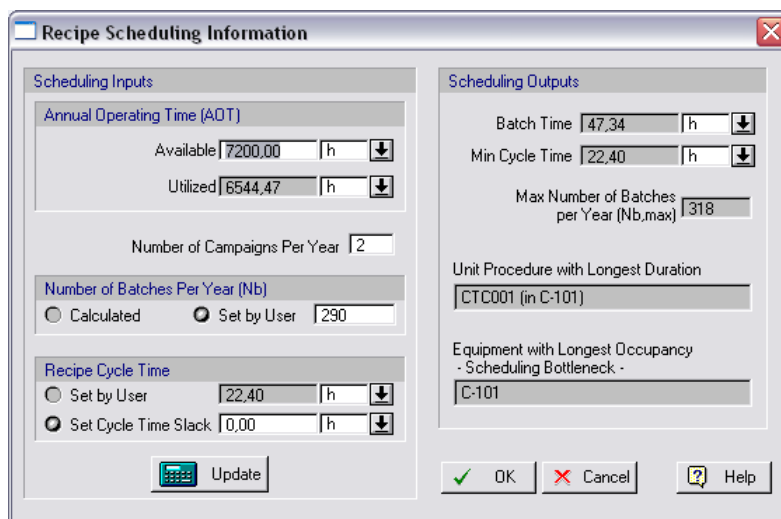 Recipe Scheduling Information
Scheduling Inputs
Annual Operating Time (AOT)
Available 7200,00 h
Utilized 6544,47 h
Number of Campaigns Per Year 2
Number of Batches Per Year (Nb)
Calculated Set by User 290
Recipe Cycle Time
Set by User 22,40 h
Set Cycle Time Slack 0,00 h
Update
Scheduling Outputs
Batch Time 47,34 h
Min Cycle Time 22,40 h
Max Number of Batches
per Year (Nb,max) 318
Unit Procedure with Longest Duration
CTC001 (in C-101)
Equipment with Longest Occupancy
- Scheduling Bottleneck -
C-101
OK Cancel Help